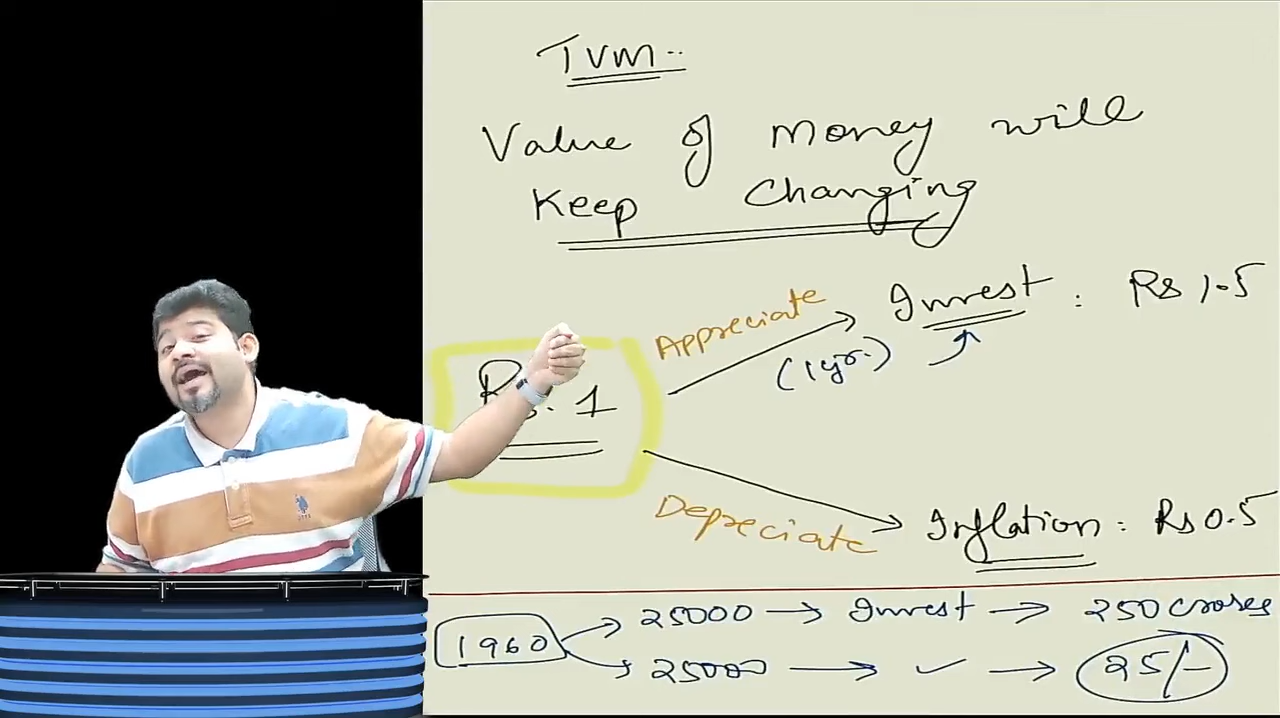 TVM..
Value of Money will
Keep Changing
Appreciate
Invest : Rs 1.5
(1yr.)
Rs. 1
Depreciate
Inflation : Rs 0.5
1960
25000 → Invest → 250 crores
25000 → ✓ → 25/-